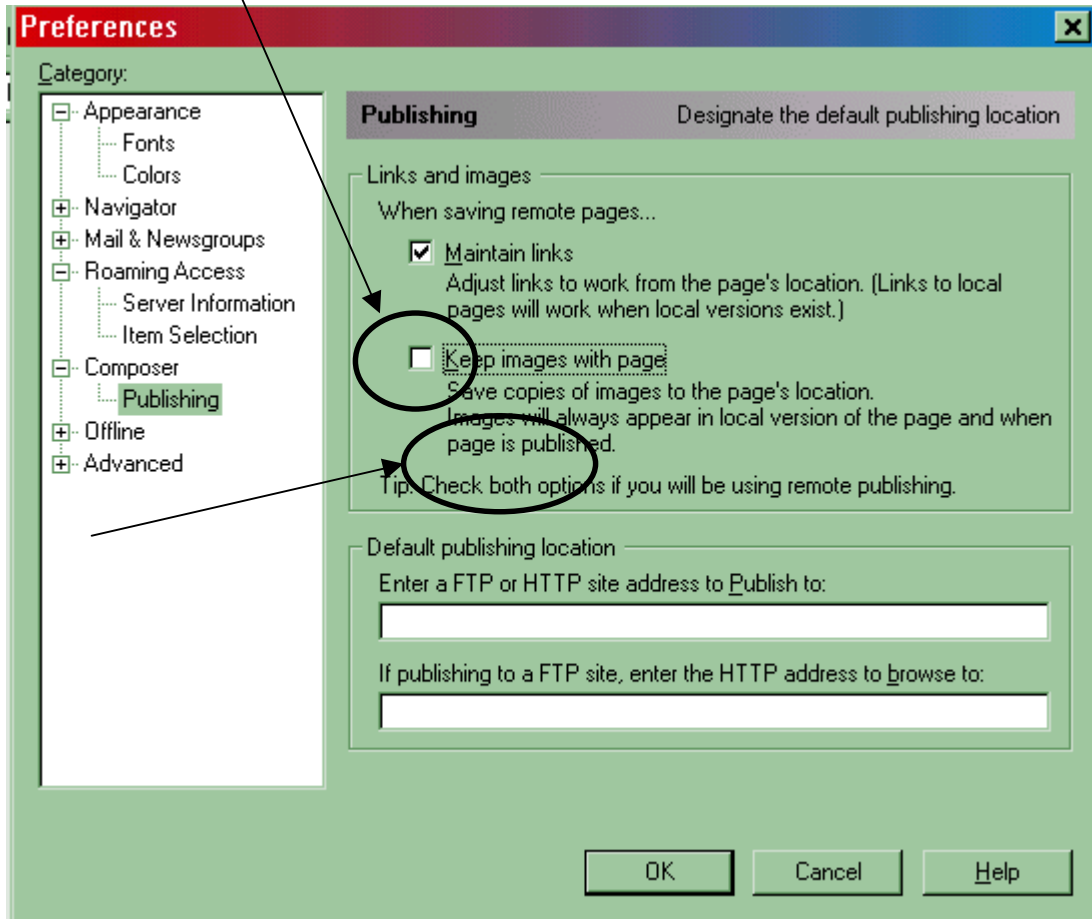 Preferences
Category:
Appearance
Fonts
Colors
Navigator
Mail & Newsgroups
Roaming Access
Server Information
Item Selection
Composer
Publishing
Offline
Advanced
Publishing Designate the default publishing location
Links and images
When saving remote pages...
Maintain links
Adjust links to work from the page's location. (Links to local
pages will work when local versions exist.)
Keep images with page
Save copies of images to the page's location.
Images will always appear in local version of the page and when
page is published.
Tip: Check both options if you will be using remote publishing.
Default publishing location
Enter a FTP or HTTP site address to Publish to:
If publishing to a FTP site, enter the HTTP address to browse to:
OK Cancel Help